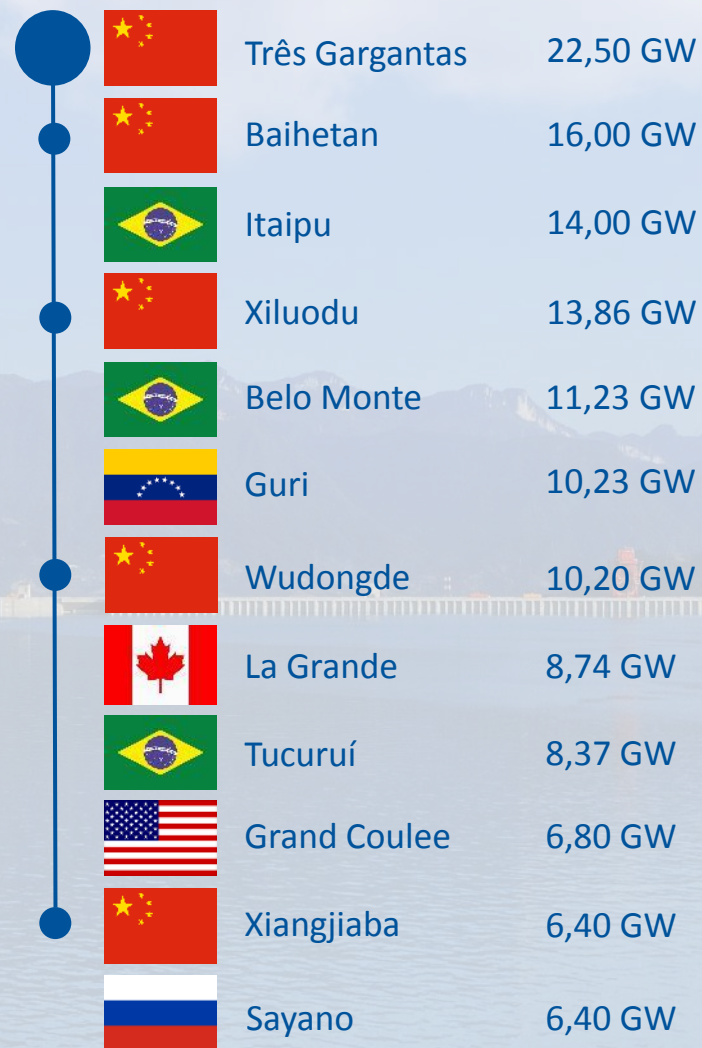 Três Gargantas 22,50 GW
Baihetan 16,00 GW
Itaipu 14,00 GW
Xiluodu 13,86 GW
Belo Monte 11,23 GW
Guri 10,23 GW
Wudongde 10,20 GW
La Grande 8,74 GW
Tucuruí 8,37 GW
Grand Coulee 6,80 GW
Xiangjiaba 6,40 GW
Sayano 6,40 GW